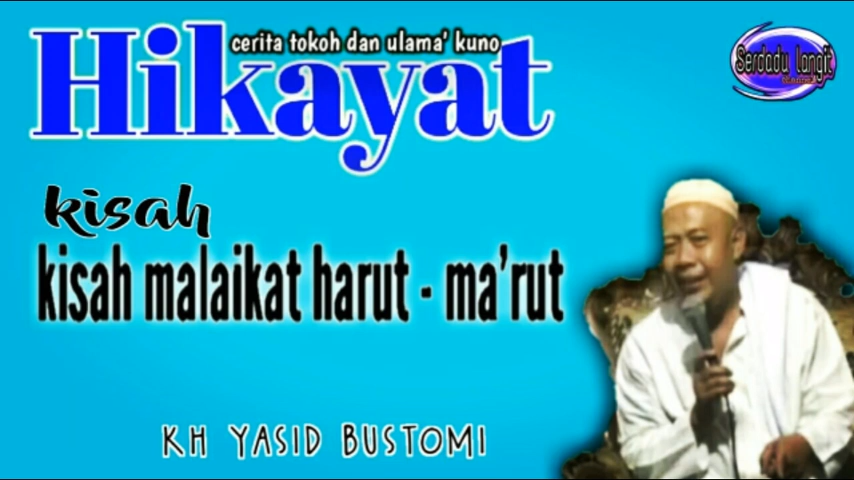 cerita tokoh dan ulama' kuno
Hikayat
Serdadu langit
kisah
kisah malaikat harut - ma'rut
KH YASID BUSTOMI